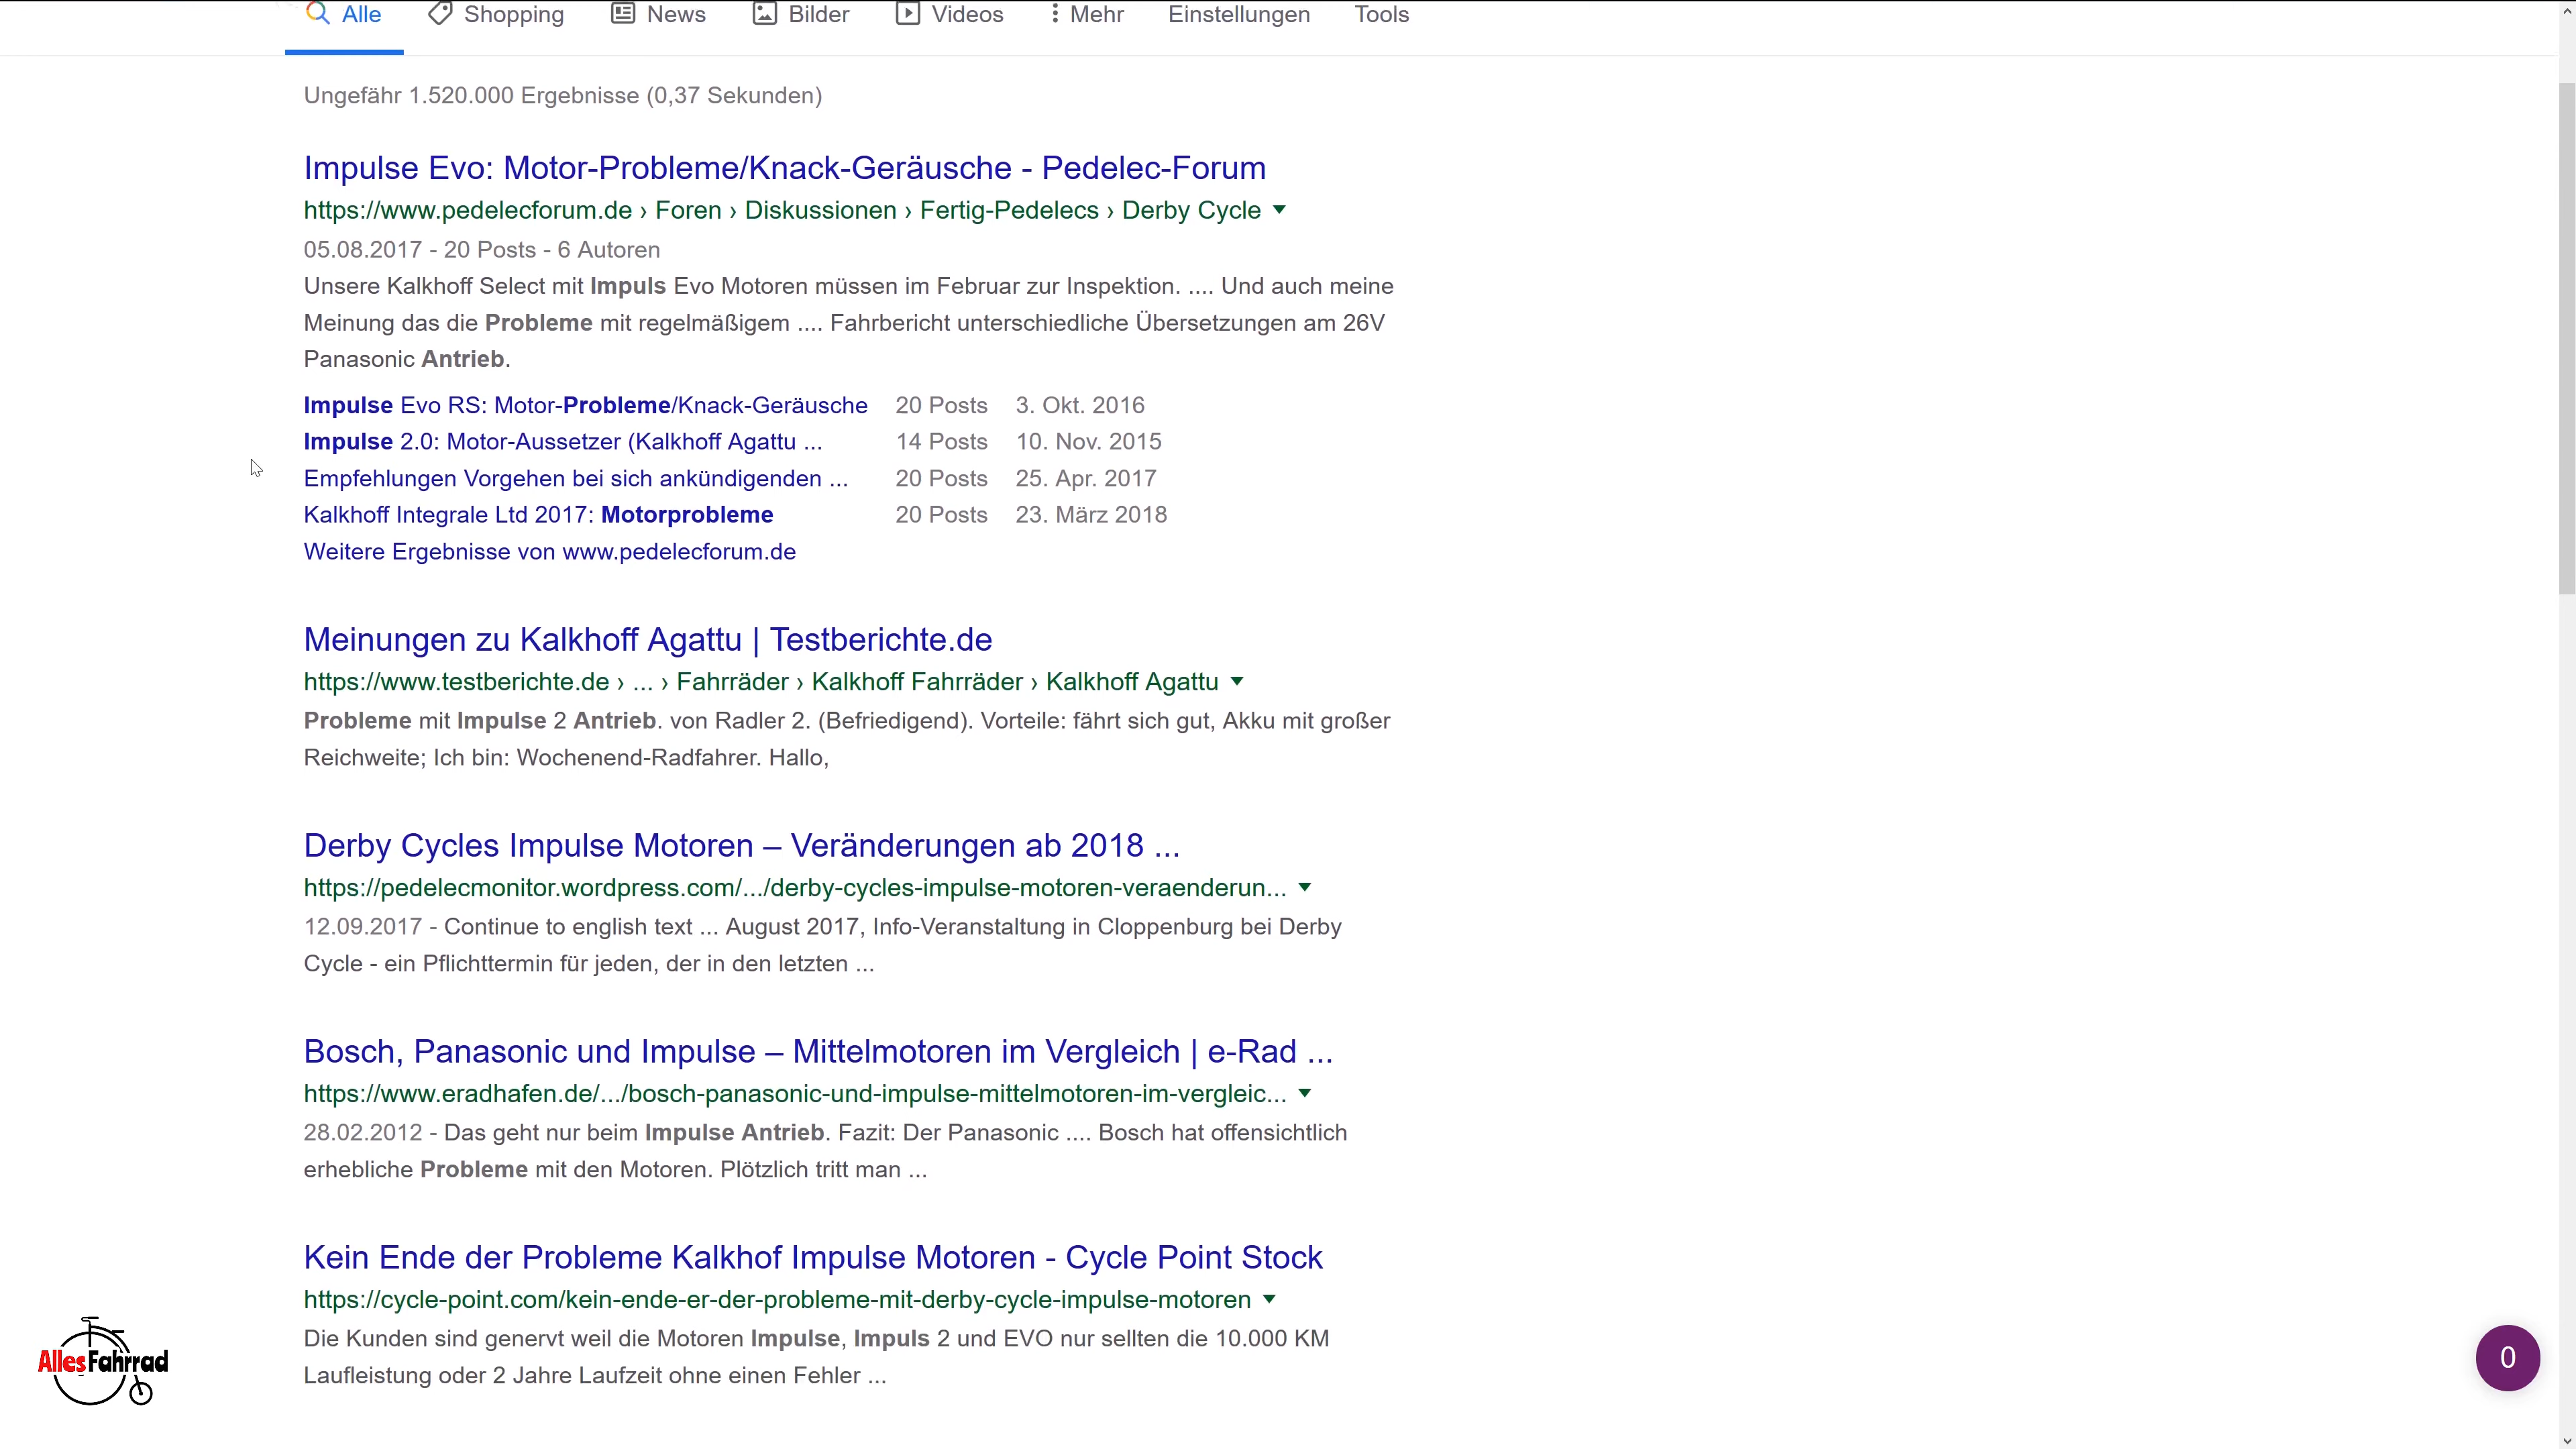 Alle Shopping News Bilder Videos Mehr Einstellungen Tools
Ungefähr 1.520.000 Ergebnisse (0,37 Sekunden)
Impulse Evo: Motor-Probleme/Knack-Geräusche - Pedelec-Forum
https://www.pedelecforum.de › Foren › Diskussionen › Fertig-Pedelecs › Derby Cycle
05.08.2017 - 20 Posts - 6 Autoren
Unsere Kalkhoff Select mit Impuls Evo Motoren müssen im Februar zur Inspektion. .... Und auch meine
Meinung das die Probleme mit regelmäßigem .... Fahrbericht unterschiedliche Übersetzungen am 26V
Panasonic Antrieb.
Impulse Evo RS: Motor-Probleme/Knack-Geräusche 20 Posts 3. Okt. 2016
Impulse 2.0: Motor-Aussetzer (Kalkhoff Agattu ... 14 Posts 10. Nov. 2015
Empfehlungen Vorgehen bei sich ankündigenden ... 20 Posts 25. Apr. 2017
Kalkhoff Integrale Ltd 2017: Motorprobleme 20 Posts 23. März 2018
Weitere Ergebnisse von www.pedelecforum.de
Meinungen zu Kalkhoff Agattu | Testberichte.de
https://www.testberichte.de › ... › Fahrräder › Kalkhoff Fahrräder › Kalkhoff Agattu
Probleme mit Impulse 2 Antrieb. von Radler 2. (Befriedigend). Vorteile: fährt sich gut, Akku mit großer
Reichweite; Ich bin: Wochenend-Radfahrer. Hallo,
Derby Cycles Impulse Motoren – Veränderungen ab 2018 ...
https://pedelecmonitor.wordpress.com/.../derby-cycles-impulse-motoren-veraenderun...
12.09.2017 - Continue to english text ... August 2017, Info-Veranstaltung in Cloppenburg bei Derby
Cycle - ein Pflichttermin für jeden, der in den letzten ...
Bosch, Panasonic und Impulse – Mittelmotoren im Vergleich | e-Rad ...
https://www.eradhafen.de/.../bosch-panasonic-und-impulse-mittelmotoren-im-vergleic...
28.02.2012 - Das geht nur beim Impulse Antrieb. Fazit: Der Panasonic .... Bosch hat offensichtlich
erhebliche Probleme mit den Motoren. Plötzlich tritt man ...
Kein Ende der Probleme Kalkhof Impulse Motoren - Cycle Point Stock
https://cycle-point.com/kein-ende-er-der-probleme-mit-derby-cycle-impulse-motoren
Die Kunden sind genervt weil die Motoren Impulse, Impuls 2 und EVO nur sellten die 10.000 KM
Laufleistung oder 2 Jahre Laufzeit ohne einen Fehler ...
AllesFahrrad
0